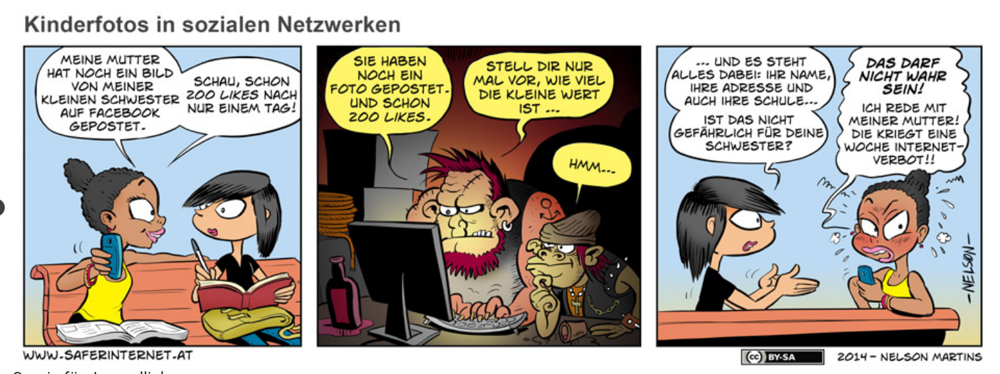 Kinderfotos in sozialen Netzwerken
MEINE MUTTER
HAT NOCH EIN BILD
VON MEINER
KLEINEN SCHWESTER
AUF FACEBOOK
GEPOSTET.
SCHAU, SCHON
200 LIKES NACH
NUR EINEM TAG!
SIE HABEN
NOCH EIN
FOTO GEPOSTET.
UND SCHON
200 LIKES.
STELL DIR NUR
MAL VOR, WIE VIEL
DIE KLEINE WERT
IST ...
HMM...
... UND ES STEHT
ALLES DABEI: IHR NAME,
IHRE ADRESSE UND
AUCH IHRE SCHULE...
IST DAS NICHT
GEFÄHRLICH FÜR DEINE
SCHWESTER?
DAS DARF
NICHT WAHR
SEIN!
ICH REDE MIT
MEINER MUTTER!
DIE KRIEGT EINE
WOCHE INTERNET-
VERBOT!!
-NELSON-
WWW.SAFERINTERNET.AT
cc BY-SA
2014 - NELSON MARTINS